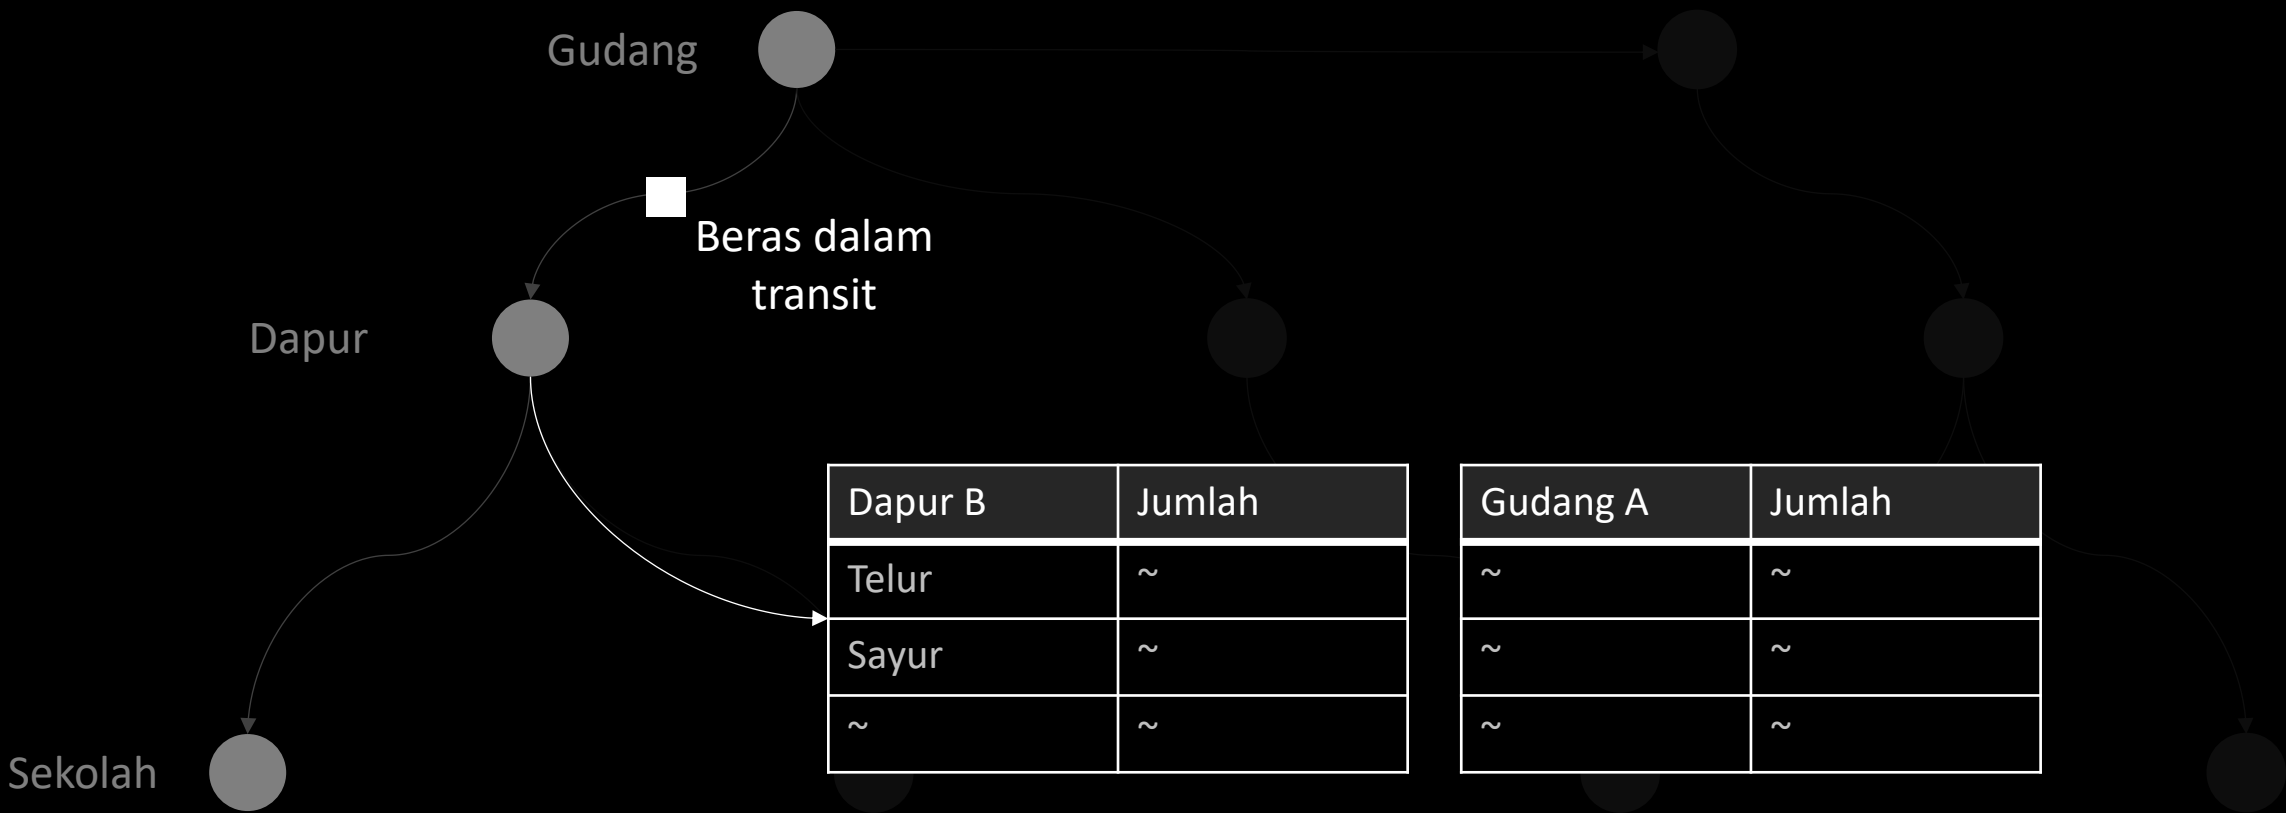 Gudang
Beras dalam
transit
Dapur
Dapur B Jumlah
Telur ~
Sayur ~
~ ~
Gudang A Jumlah
~ ~
~ ~
~ ~
Sekolah